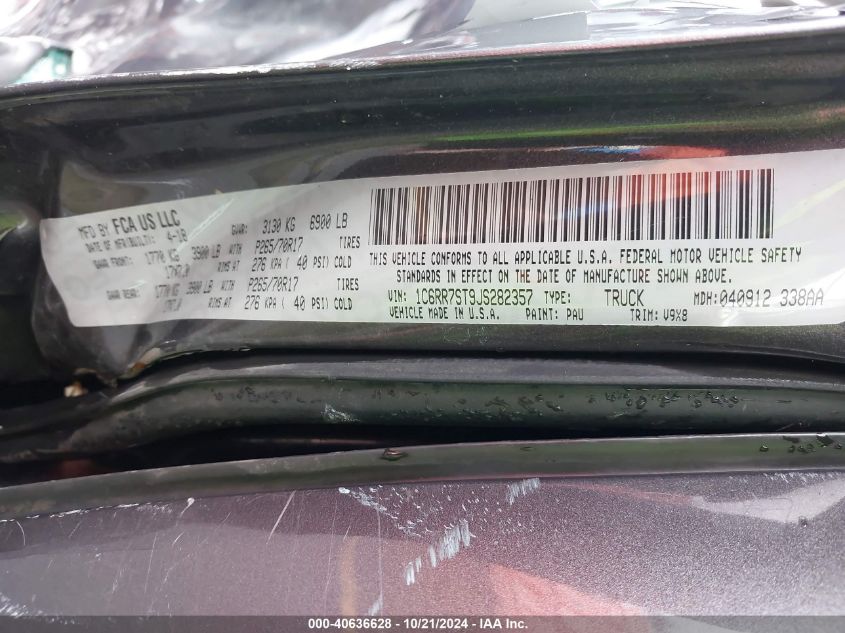 MFD BY FCA US LLC
DATE OF MFR(BUILT): 4-18 GVWR: 3130 KG 6900 LB
GAWR FRONT: 1770 KG 3900 LB WITH P265/70R17 TIRES
17X7.0 RIMS AT 276 KPA ( 40 PSI) COLD
GAWR REAR: 1770 KG 3900 LB WITH P265/70R17 TIRES
17X7.0 RIMS AT 276 KPA ( 40 PSI) COLD
THIS VEHICLE CONFORMS TO ALL APPLICABLE U.S.A. FEDERAL MOTOR VEHICLE SAFETY
STANDARDS IN EFFECT ON THE DATE OF MANUFACTURE SHOWN ABOVE.
VIN: 1C6RR7ST9JS282357 TYPE: TRUCK MDH: 040912 338AA
VEHICLE MADE IN U.S.A. PAINT: PAU TRIM: V9X8
000-40636628 - 10/21/2024 - IAA Inc.